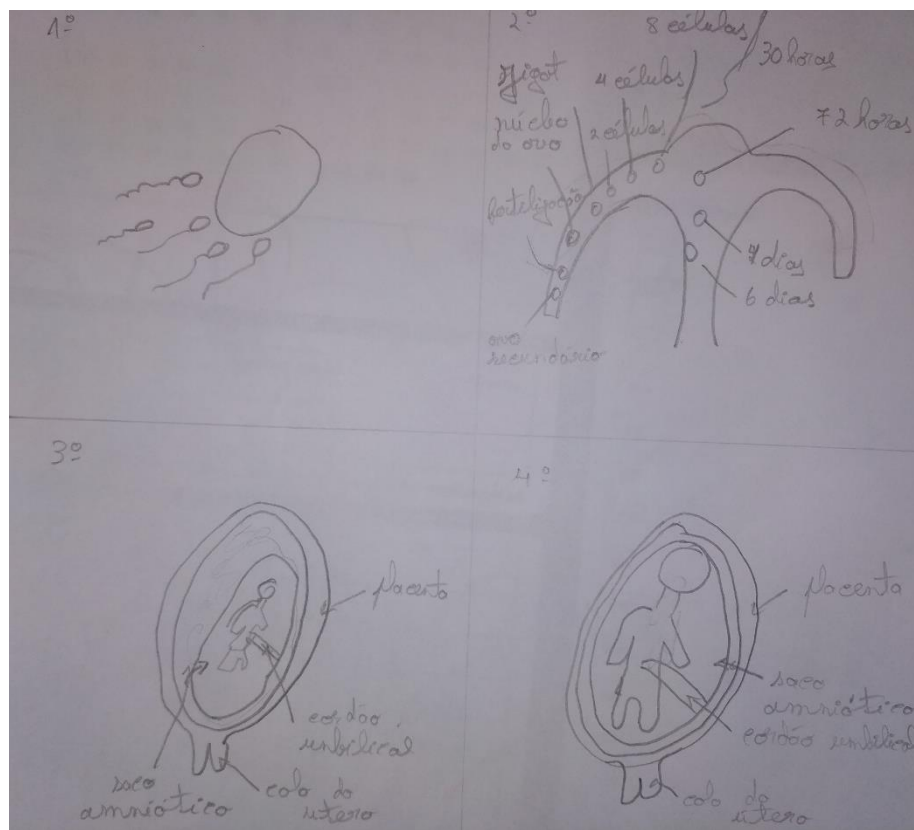 1º
2º
8 células
30 horas
Zigot
4 células
72 horas
núcleo
do ovo
2 células
fertilização
7 dias
6 dias
ovo
secundário
3º
placenta
cordão
umbilical
saco
amniótico
colo do
útero
4º
placenta
saco
amniótico
cordão umbilical
colo do
útero